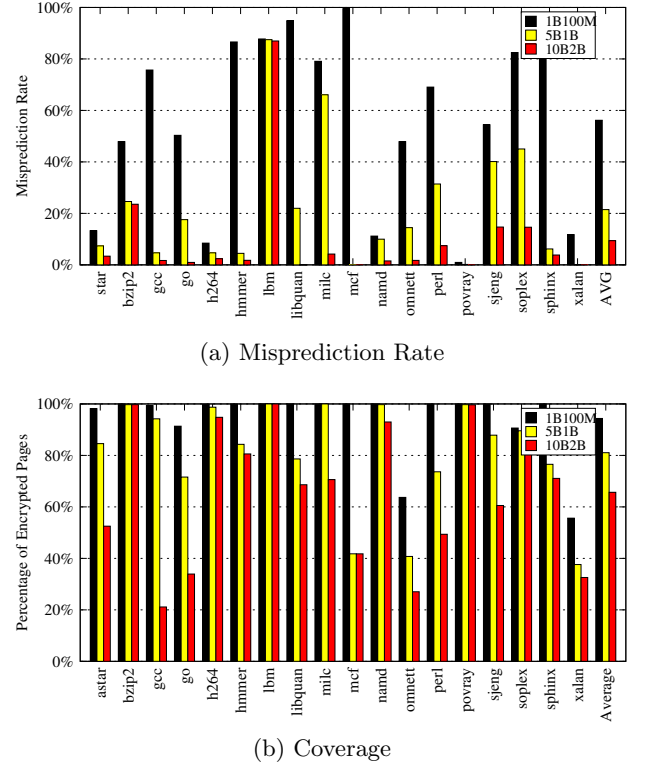 100%
80%
60%
40%
20%
0%
Misprediction Rate
1B100M
5B1B
10B2B
star
bzip2
gcc
go
h264
hmmer
lbm
libquan
milc
mcf
namd
omnett
perl
povray
sjeng
soplex
sphinx
xalan
AVG
(a) Misprediction Rate
100%
80%
60%
40%
20%
0%
Percentage of Encrypted Pages
1B100M
5B1B
10B2B
astar
bzip2
gcc
go
h264
hmmer
lbm
libquan
milc
mcf
namd
omnett
perl
povray
sjeng
soplex
sphinx
xalan
Average
(b) Coverage